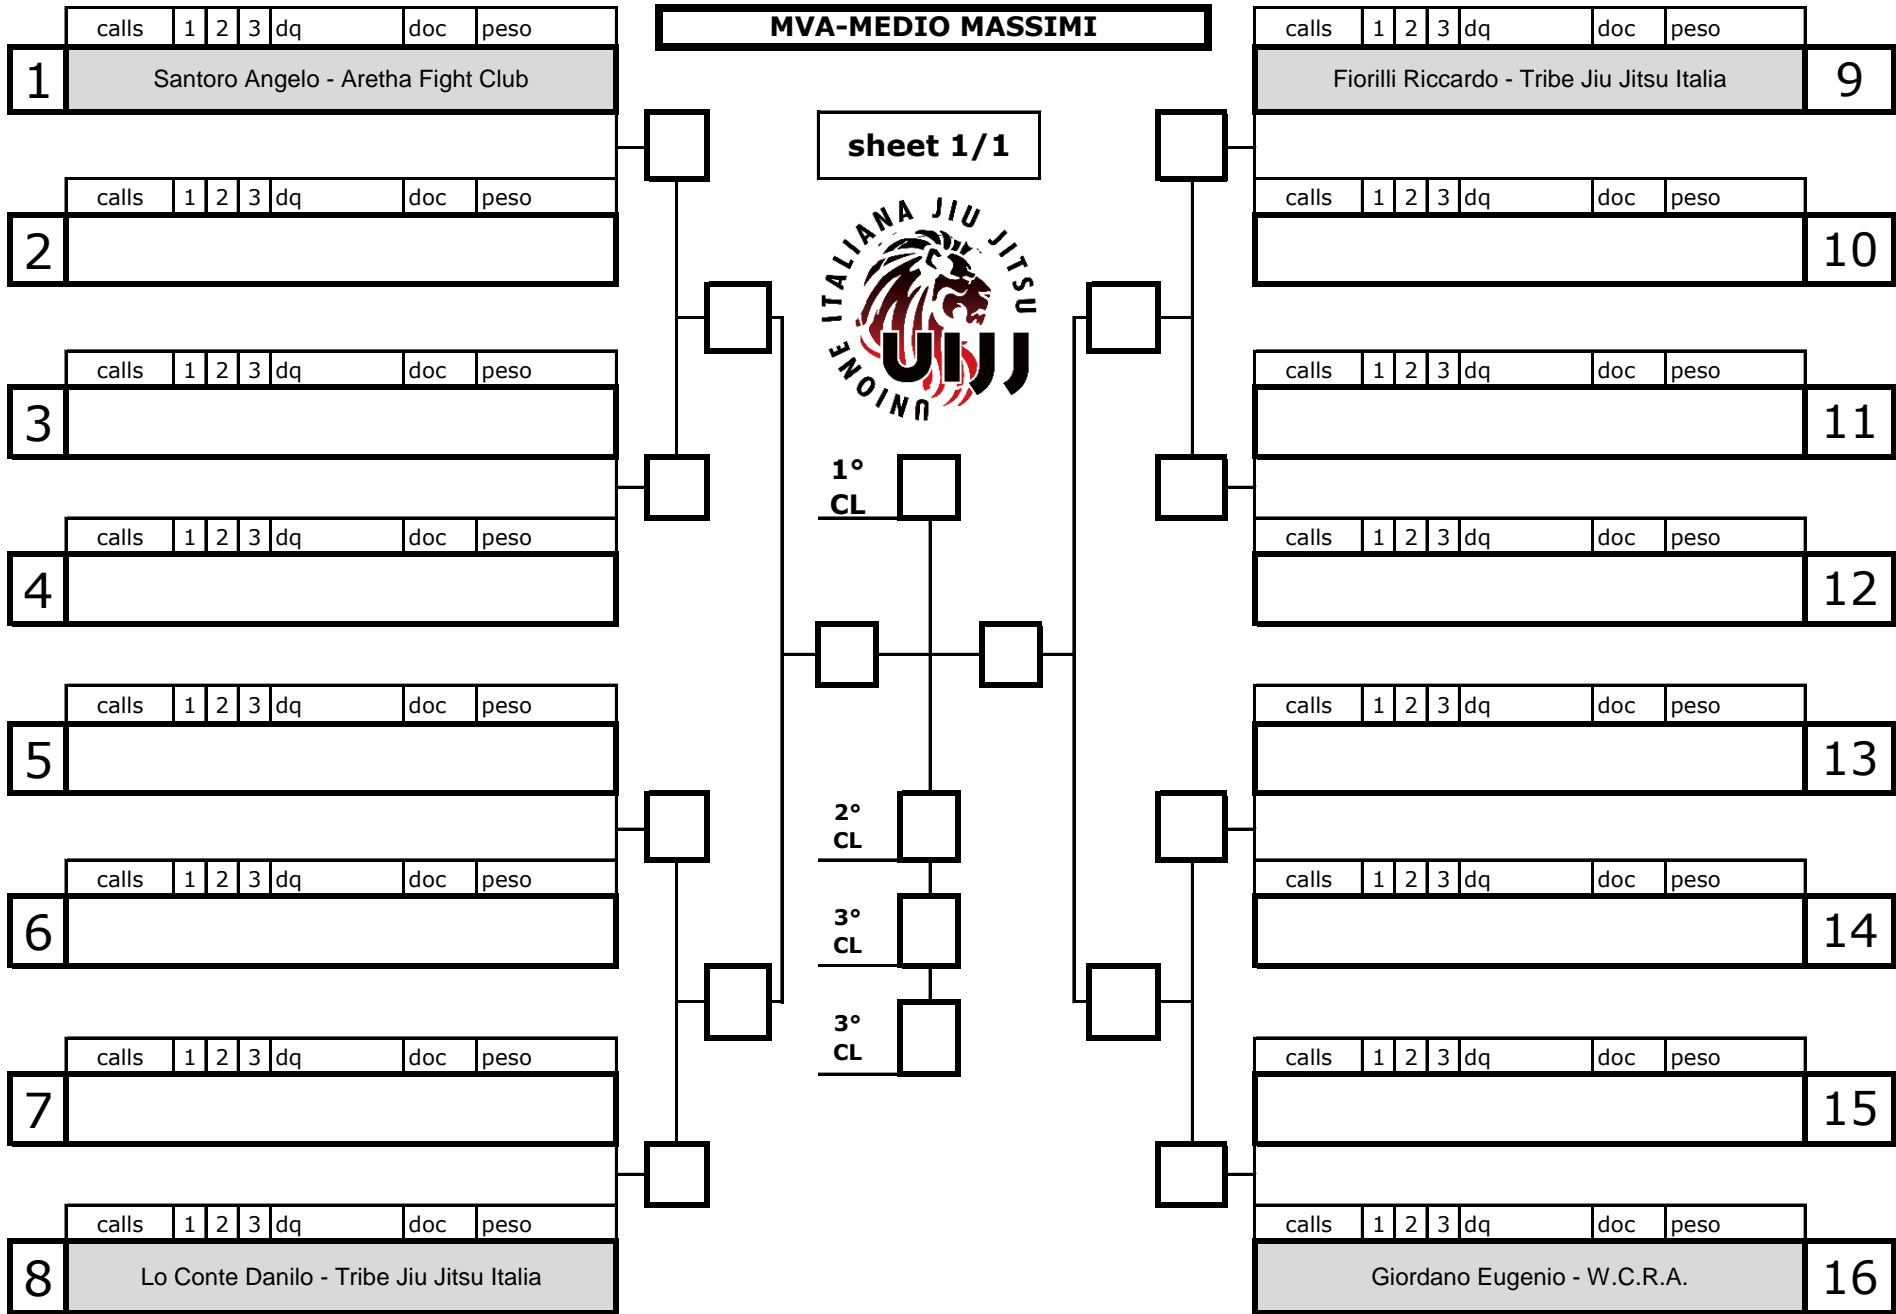 MVA-MEDIO MASSIMI
sheet 1/1
UNIONE ITALIANA JIU JITSU
UIJJ
calls 1 2 3 dq doc peso
1 Santoro Angelo - Aretha Fight Club
calls 1 2 3 dq doc peso
2
calls 1 2 3 dq doc peso
3
calls 1 2 3 dq doc peso
4
calls 1 2 3 dq doc peso
5
calls 1 2 3 dq doc peso
6
calls 1 2 3 dq doc peso
7
calls 1 2 3 dq doc peso
8 Lo Conte Danilo - Tribe Jiu Jitsu Italia
1°
CL
2°
CL
3°
CL
3°
CL
calls 1 2 3 dq doc peso
Fiorilli Riccardo - Tribe Jiu Jitsu Italia 9
calls 1 2 3 dq doc peso
10
calls 1 2 3 dq doc peso
11
calls 1 2 3 dq doc peso
12
calls 1 2 3 dq doc peso
13
calls 1 2 3 dq doc peso
14
calls 1 2 3 dq doc peso
15
calls 1 2 3 dq doc peso
Giordano Eugenio - W.C.R.A. 16